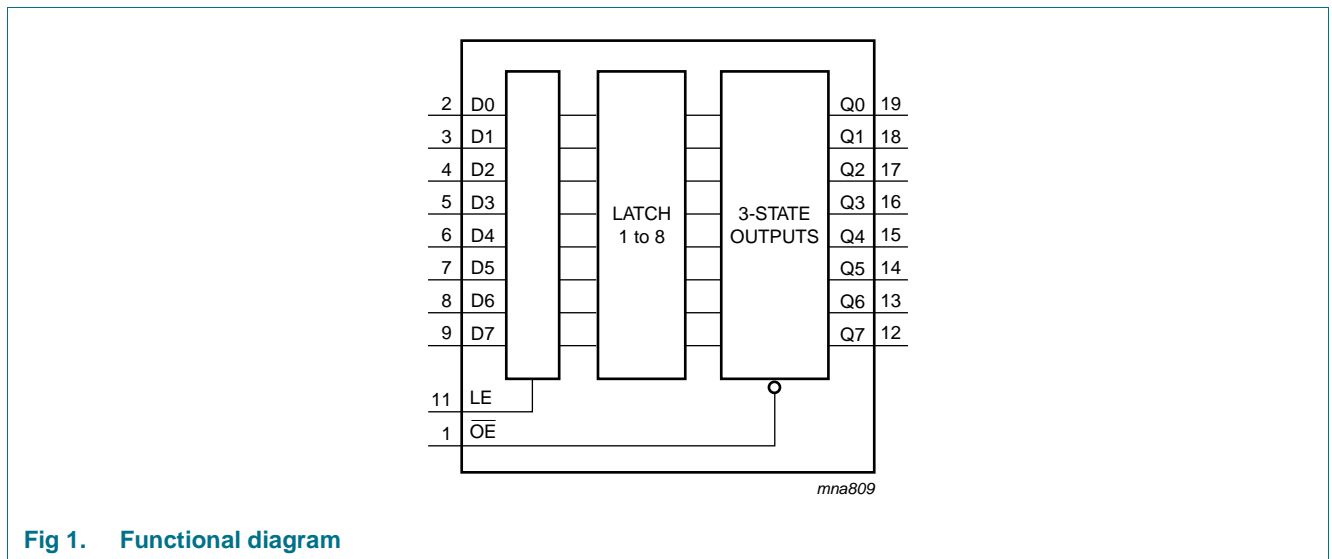 2 D0 Q0 19
3 D1 Q1 18
4 D2 Q2 17
5 D3 Q3 16
6 D4 LATCH 3-STATE Q4 15
7 D5 1 to 8 OUTPUTS Q5 14
8 D6 Q6 13
9 D7 Q7 12
11 LE
1 O̅E̅
mna809
Fig 1. Functional diagram